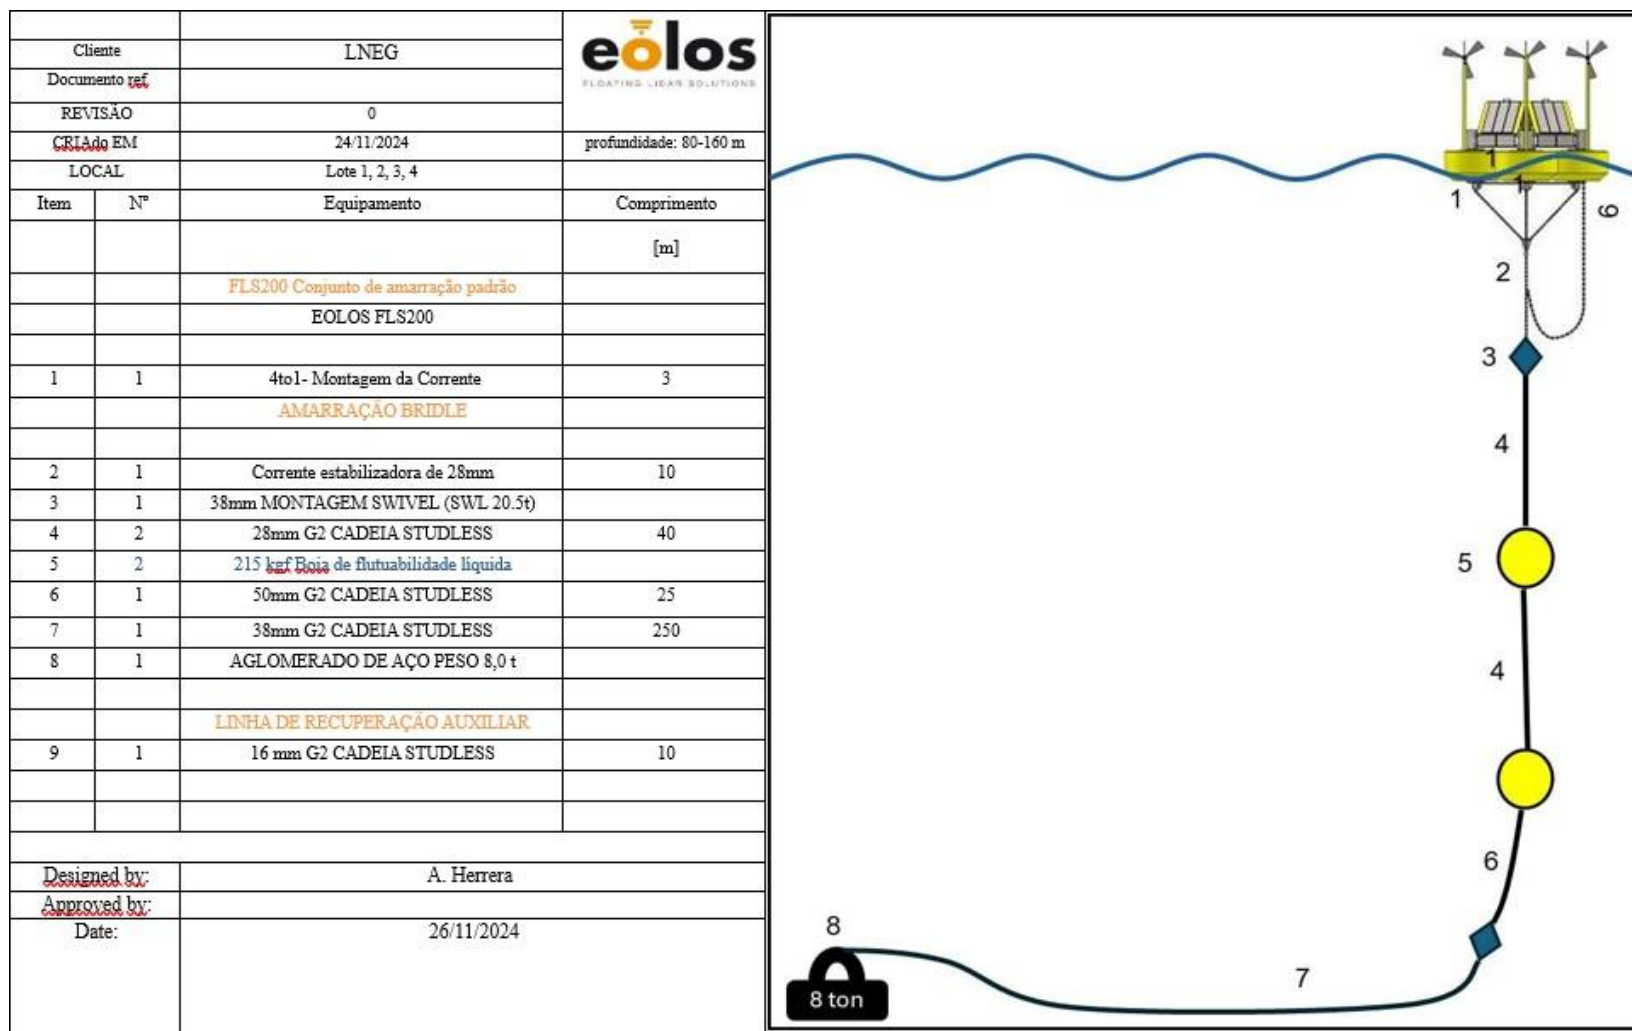 eolos
FLOATING LIDAR SOLUTIONS
Cliente LNEG
Documento ref.
REVISÃO 0
CRIAdo EM 24/11/2024 profundidade: 80-160 m
LOCAL Lote 1, 2, 3, 4
Item Nº Equipamento Comprimento
[m]
FLS200 Conjunto de amarração padrão
EOLOS FLS200
1 1 4to1- Montagem da Corrente 3
AMARRAÇÃO BRIDLE
2 1 Corrente estabilizadora de 28mm 10
3 1 38mm MONTAGEM SWIVEL (SWL 20.5t)
4 2 28mm G2 CADEIA STUDLESS 40
5 2 215 kgf Boia de flutuabilidade líquida
6 1 50mm G2 CADEIA STUDLESS 25
7 1 38mm G2 CADEIA STUDLESS 250
8 1 AGLOMERADO DE AÇO PESO 8,0 t
LINHA DE RECUPERAÇÃO AUXILIAR
9 1 16 mm G2 CADEIA STUDLESS 10
Designed by: A. Herrera
Approved by:
Date: 26/11/2024
1
1
1
9
2
3
4
5
4
6
8
7
8 ton